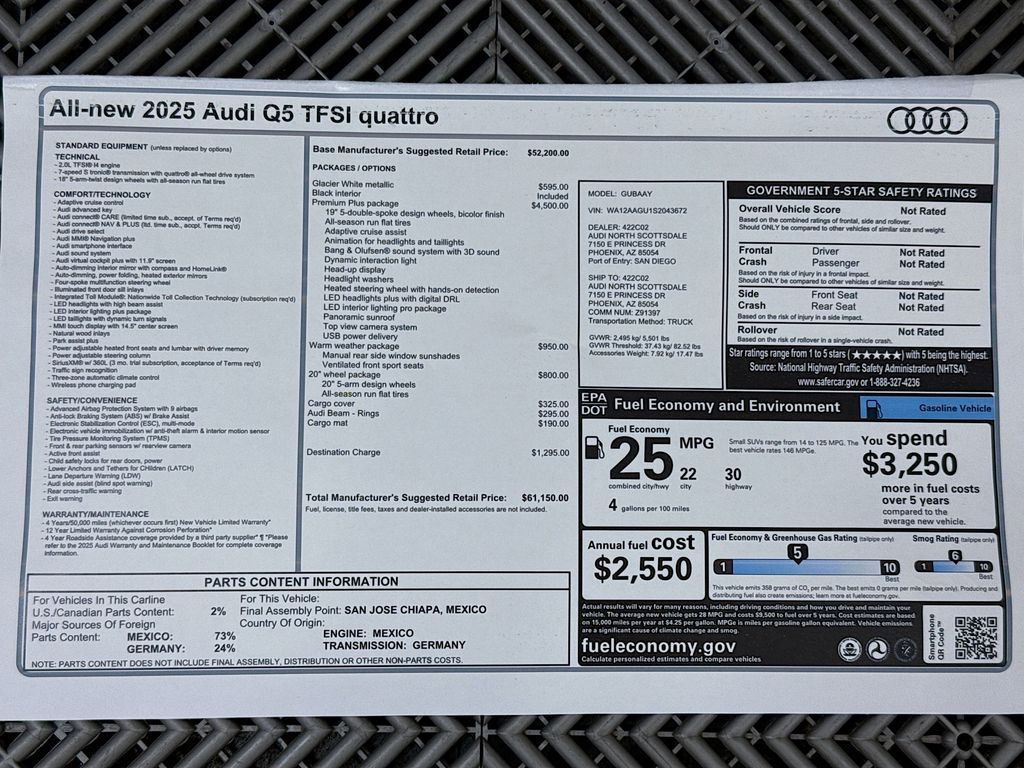 All-new 2025 Audi Q5 TFSI quattro
STANDARD EQUIPMENT (unless replaced by options)
TECHNICAL
- 2.0L TFSI® I4 engine
- 7-speed S tronic® transmission with quattro® all-wheel drive system
- 18" 5-arm-twist design wheels with all-season run flat tires
COMFORT/TECHNOLOGY
- Adaptive cruise control
- Audi advanced key
- Audi connect® CARE (limited time sub., accept. of Terms req'd)
- Audi connect® NAV & PLUS (ltd. time sub., acct. Terms req'd)
- Audi drive select
- Audi MMI® Navigation plus
- Audi smartphone interface
- Audi sound system
- Audi virtual cockpit plus with 11.9" screen
- Auto-dimming interior mirror with compass and HomeLink®
- Auto-dimming, power folding, heated exterior mirrors
- Four-spoke multifunction steering wheel
- Illuminated front door sill inlays
- Integrated Toll Module®: Nationwide Toll Collection Technology (subscription req'd)
- LED headlights with high beam assist
- LED interior lighting plus package
- LED taillights with dynamic turn signals
- MMI touch display with 14.5" center screen
- Natural wood inlays
- Park assist plus
- Power adjustable heated front seats and lumbar with driver memory
- Power adjustable steering column
- SiriusXM® w/ 360L (3 mo. trial subscription, acceptance of Terms req'd)
- Traffic sign recognition
- Three-zone automatic climate control
- Wireless phone charging pad
SAFETY/CONVENIENCE
- Advanced Airbag Protection System with 9 airbags
- Anti-lock Braking System (ABS) w/ Brake Assist
- Electronic Stabilization Control (ESC), multi-mode
- Electronic vehicle immobilization w/ anti-theft alarm & interior motion sensor
- Tire Pressure Monitoring System (TPMS)
- Front & rear parking sensors w/ rearview camera
- Active front assist
- Child safety locks for rear doors, power
- Lower Anchors and Tethers for CHildren (LATCH)
- Lane Departure Warning (LDW)
- Audi side assist (blind spot warning)
- Rear cross-traffic warning
- Exit warning
WARRANTY/MAINTENANCE
- 4 Years/50,000 miles (whichever occurs first) New Vehicle Limited Warranty*
- 12 Year Limited Warranty Against Corrosion Perforation*
- 4 Year Roadside Assistance coverage provided by a third party supplier* ¶ *Please
refer to the 2025 Audi Warranty and Maintenance Booklet for complete coverage
information.
Base Manufacturer's Suggested Retail Price: $52,200.00
PACKAGES / OPTIONS
Glacier White metallic $595.00
Black interior Included
Premium Plus package $4,500.00
19" 5-double-spoke design wheels, bicolor finish
All-season run flat tires
Adaptive cruise assist
Animation for headlights and taillights
Bang & Olufsen® sound system with 3D sound
Dynamic interaction light
Head-up display
Headlight washers
Heated steering wheel with hands-on detection
LED headlights plus with digital DRL
LED interior lighting pro package
Panoramic sunroof
Top view camera system
USB power delivery
Warm weather package $950.00
Manual rear side window sunshades
Ventilated front sport seats
20" wheel package $800.00
20" 5-arm design wheels
All-season run flat tires
Cargo cover $325.00
Audi Beam - Rings $295.00
Cargo mat $190.00
Destination Charge $1,295.00
Total Manufacturer's Suggested Retail Price: $61,150.00
Fuel, license, title fees, taxes and dealer-installed accessories are not included.
MODEL: GUBAAY
VIN: WA12AAGU1S2043672
DEALER: 422C02
AUDI NORTH SCOTTSDALE
7150 E PRINCESS DR
PHOENIX, AZ 85054
Port of Entry: SAN DIEGO
SHIP TO: 422C02
AUDI NORTH SCOTTSDALE
7150 E PRINCESS DR
PHOENIX, AZ 85054
COMM NUM: Z91397
Transportation Method: TRUCK
GVWR: 2,495 kg/ 5,501 lbs
GVWR Threshold: 37.43 kg/ 82.52 lbs
Accessories Weight: 7.92 kg/ 17.47 lbs
GOVERNMENT 5-STAR SAFETY RATINGS
Overall Vehicle Score Not Rated
Based on the combined ratings of frontal, side and rollover.
Should ONLY be compared to other vehicles of similar size and weight.
Frontal Driver Not Rated
Crash Passenger Not Rated
Based on the risk of injury in a frontal impact.
Should ONLY be compared to other vehicles of similar size and weight.
Side Front Seat Not Rated
Crash Rear Seat Not Rated
Based on the risk of injury in a side impact.
Rollover Not Rated
Based on the risk of rollover in a single-vehicle crash.
Star ratings range from 1 to 5 stars (★★★★★) with 5 being the highest.
Source: National Highway Traffic Safety Administration (NHTSA).
www.safercar.gov or 1-888-327-4236
EPA
DOT Fuel Economy and Environment
Gasoline Vehicle
Fuel Economy
25 MPG
22 30
combined city/hwy city highway
4 gallons per 100 miles
Small SUVs range from 14 to 125 MPG. The
best vehicle rates 146 MPGe.
You spend
$3,250
more in fuel costs
over 5 years
compared to the
average new vehicle.
Annual fuel cost
$2,550
Fuel Economy & Greenhouse Gas Rating (tailpipe only)
1 5 10
Best
Smog Rating (tailpipe only)
1 6 10
Best
This vehicle emits 358 grams of CO2 per mile. The best emits 0 grams per mile (tailpipe only). Producing and
distributing fuel also create emissions; learn more at fueleconomy.gov.
Actual results will vary for many reasons, including driving conditions and how you drive and maintain your
vehicle. The average new vehicle gets 28 MPG and costs $9,500 to fuel over 5 years. Cost estimates are based
on 15,000 miles per year at $4.25 per gallon. MPGe is miles per gasoline gallon equivalent. Vehicle emissions
are a significant cause of climate change and smog.
fueleconomy.gov
Calculate personalized estimates and compare vehicles
Smartphone
QR Code™
PARTS CONTENT INFORMATION
For Vehicles In This Carline
U.S./Canadian Parts Content: 2%
Major Sources Of Foreign
Parts Content: MEXICO: 73%
GERMANY: 24%
For This Vehicle:
Final Assembly Point: SAN JOSE CHIAPA, MEXICO
Country Of Origin:
ENGINE: MEXICO
TRANSMISSION: GERMANY
NOTE: PARTS CONTENT DOES NOT INCLUDE FINAL ASSEMBLY, DISTRIBUTION OR OTHER NON-PARTS COSTS.